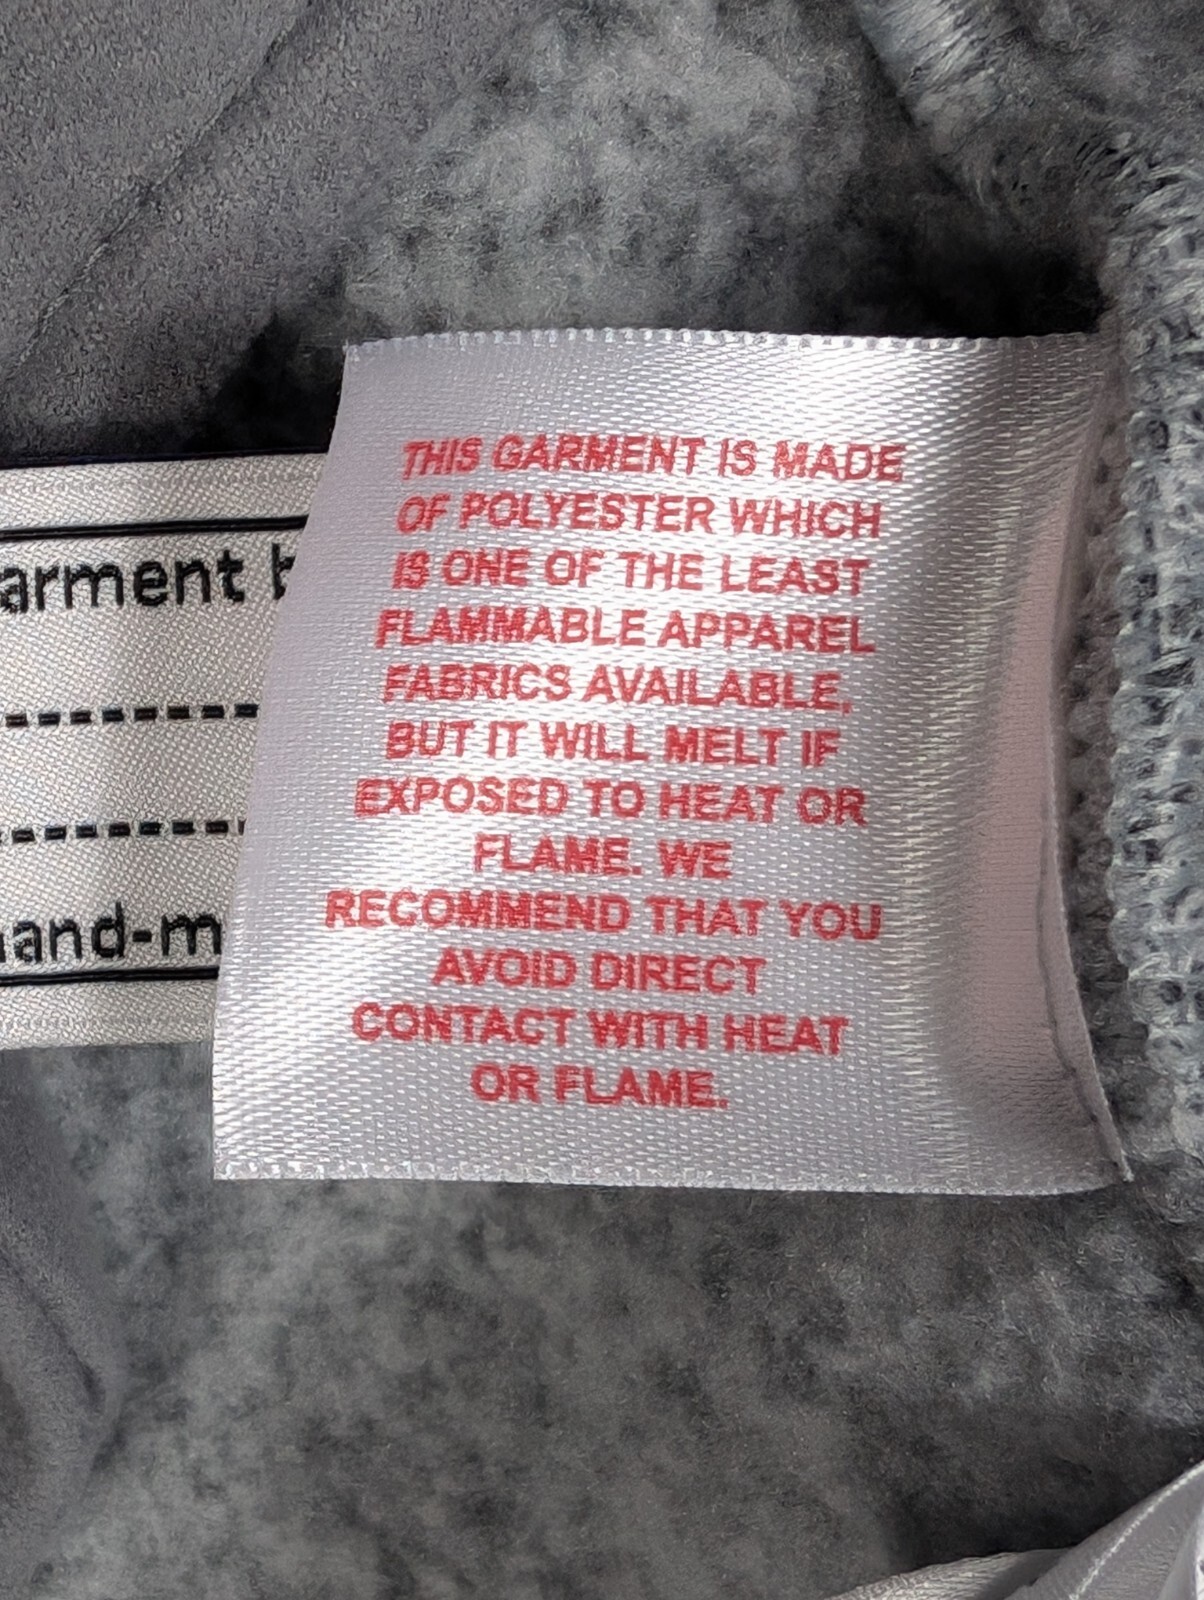 THIS GARMENT IS MADE
OF POLYESTER WHICH
IS ONE OF THE LEAST
FLAMMABLE APPAREL
FABRICS AVAILABLE,
BUT IT WILL MELT IF
EXPOSED TO HEAT OR
FLAME. WE
RECOMMEND THAT YOU
AVOID DIRECT
CONTACT WITH HEAT
OR FLAME.
arment b
and-m